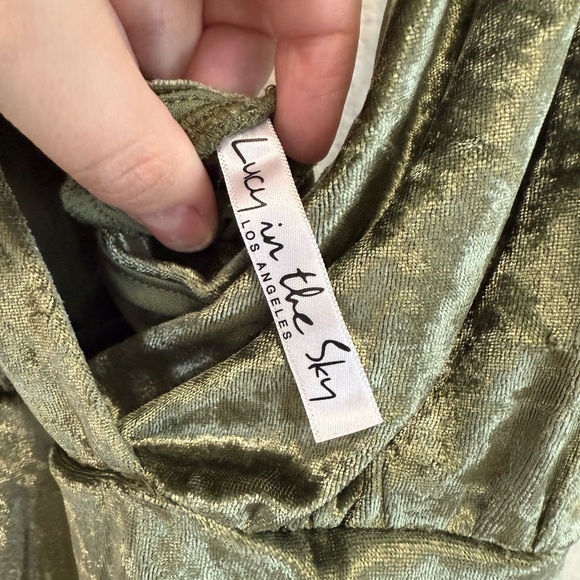 Lucy in the Sky
LOS ANGELES